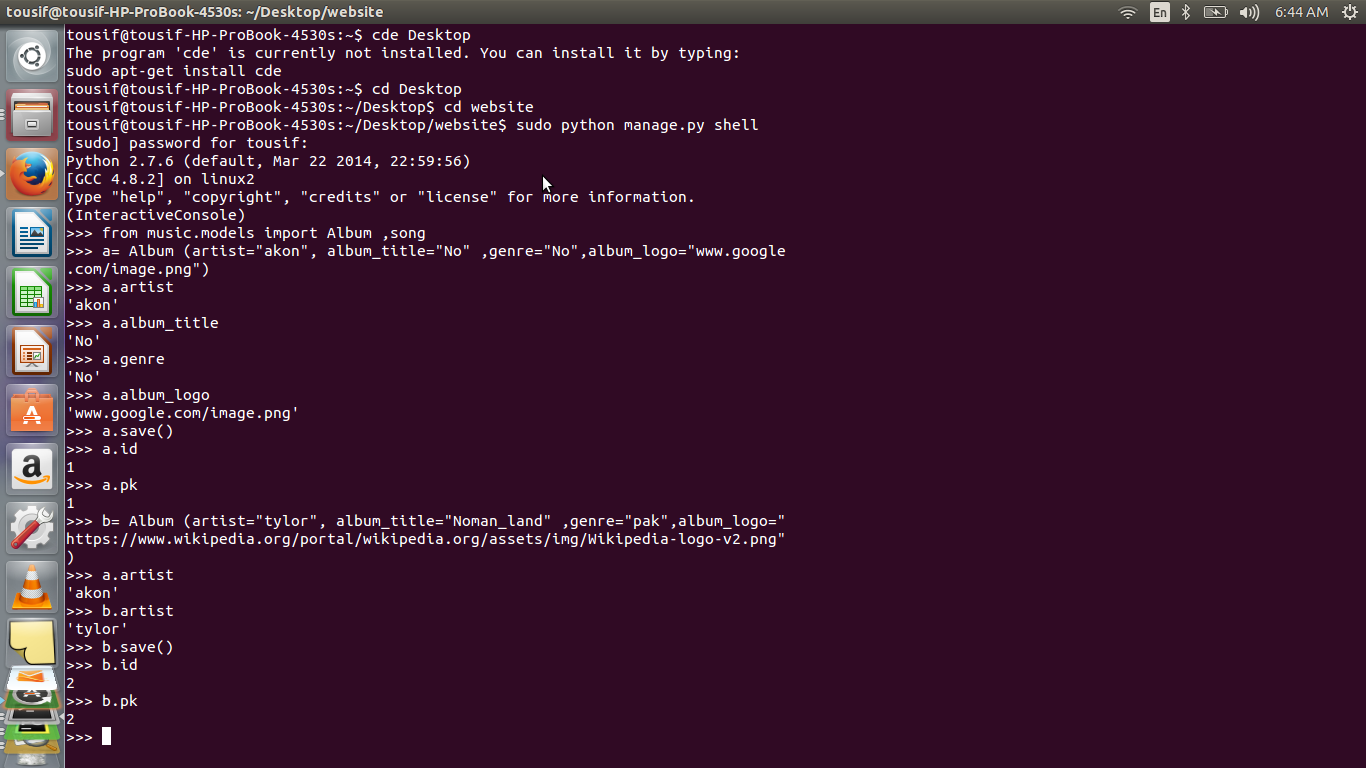 tousif@tousif-HP-ProBook-4530s: ~/Desktop/website
En
6:44 AM
tousif@tousif-HP-ProBook-4530s:~$ cde Desktop
The program 'cde' is currently not installed. You can install it by typing:
sudo apt-get install cde
tousif@tousif-HP-ProBook-4530s:~$ cd Desktop
tousif@tousif-HP-ProBook-4530s:~/Desktop$ cd website
tousif@tousif-HP-ProBook-4530s:~/Desktop/website$ sudo python manage.py shell
[sudo] password for tousif:
Python 2.7.6 (default, Mar 22 2014, 22:59:56)
[GCC 4.8.2] on linux2
Type "help", "copyright", "credits" or "license" for more information.
(InteractiveConsole)
>>> from music.models import Album ,song
>>> a= Album (artist="akon", album_title="No" ,genre="No",album_logo="www.google
.com/image.png")
>>> a.artist
'akon'
>>> a.album_title
'No'
>>> a.genre
'No'
>>> a.album_logo
'www.google.com/image.png'
>>> a.save()
>>> a.id
1
>>> a.pk
1
>>> b= Album (artist="tylor", album_title="Noman_land" ,genre="pak",album_logo="
https://www.wikipedia.org/portal/wikipedia.org/assets/img/Wikipedia-logo-v2.png"
)
>>> a.artist
'akon'
>>> b.artist
'tylor'
>>> b.save()
>>> b.id
2
>>> b.pk
2
>>>